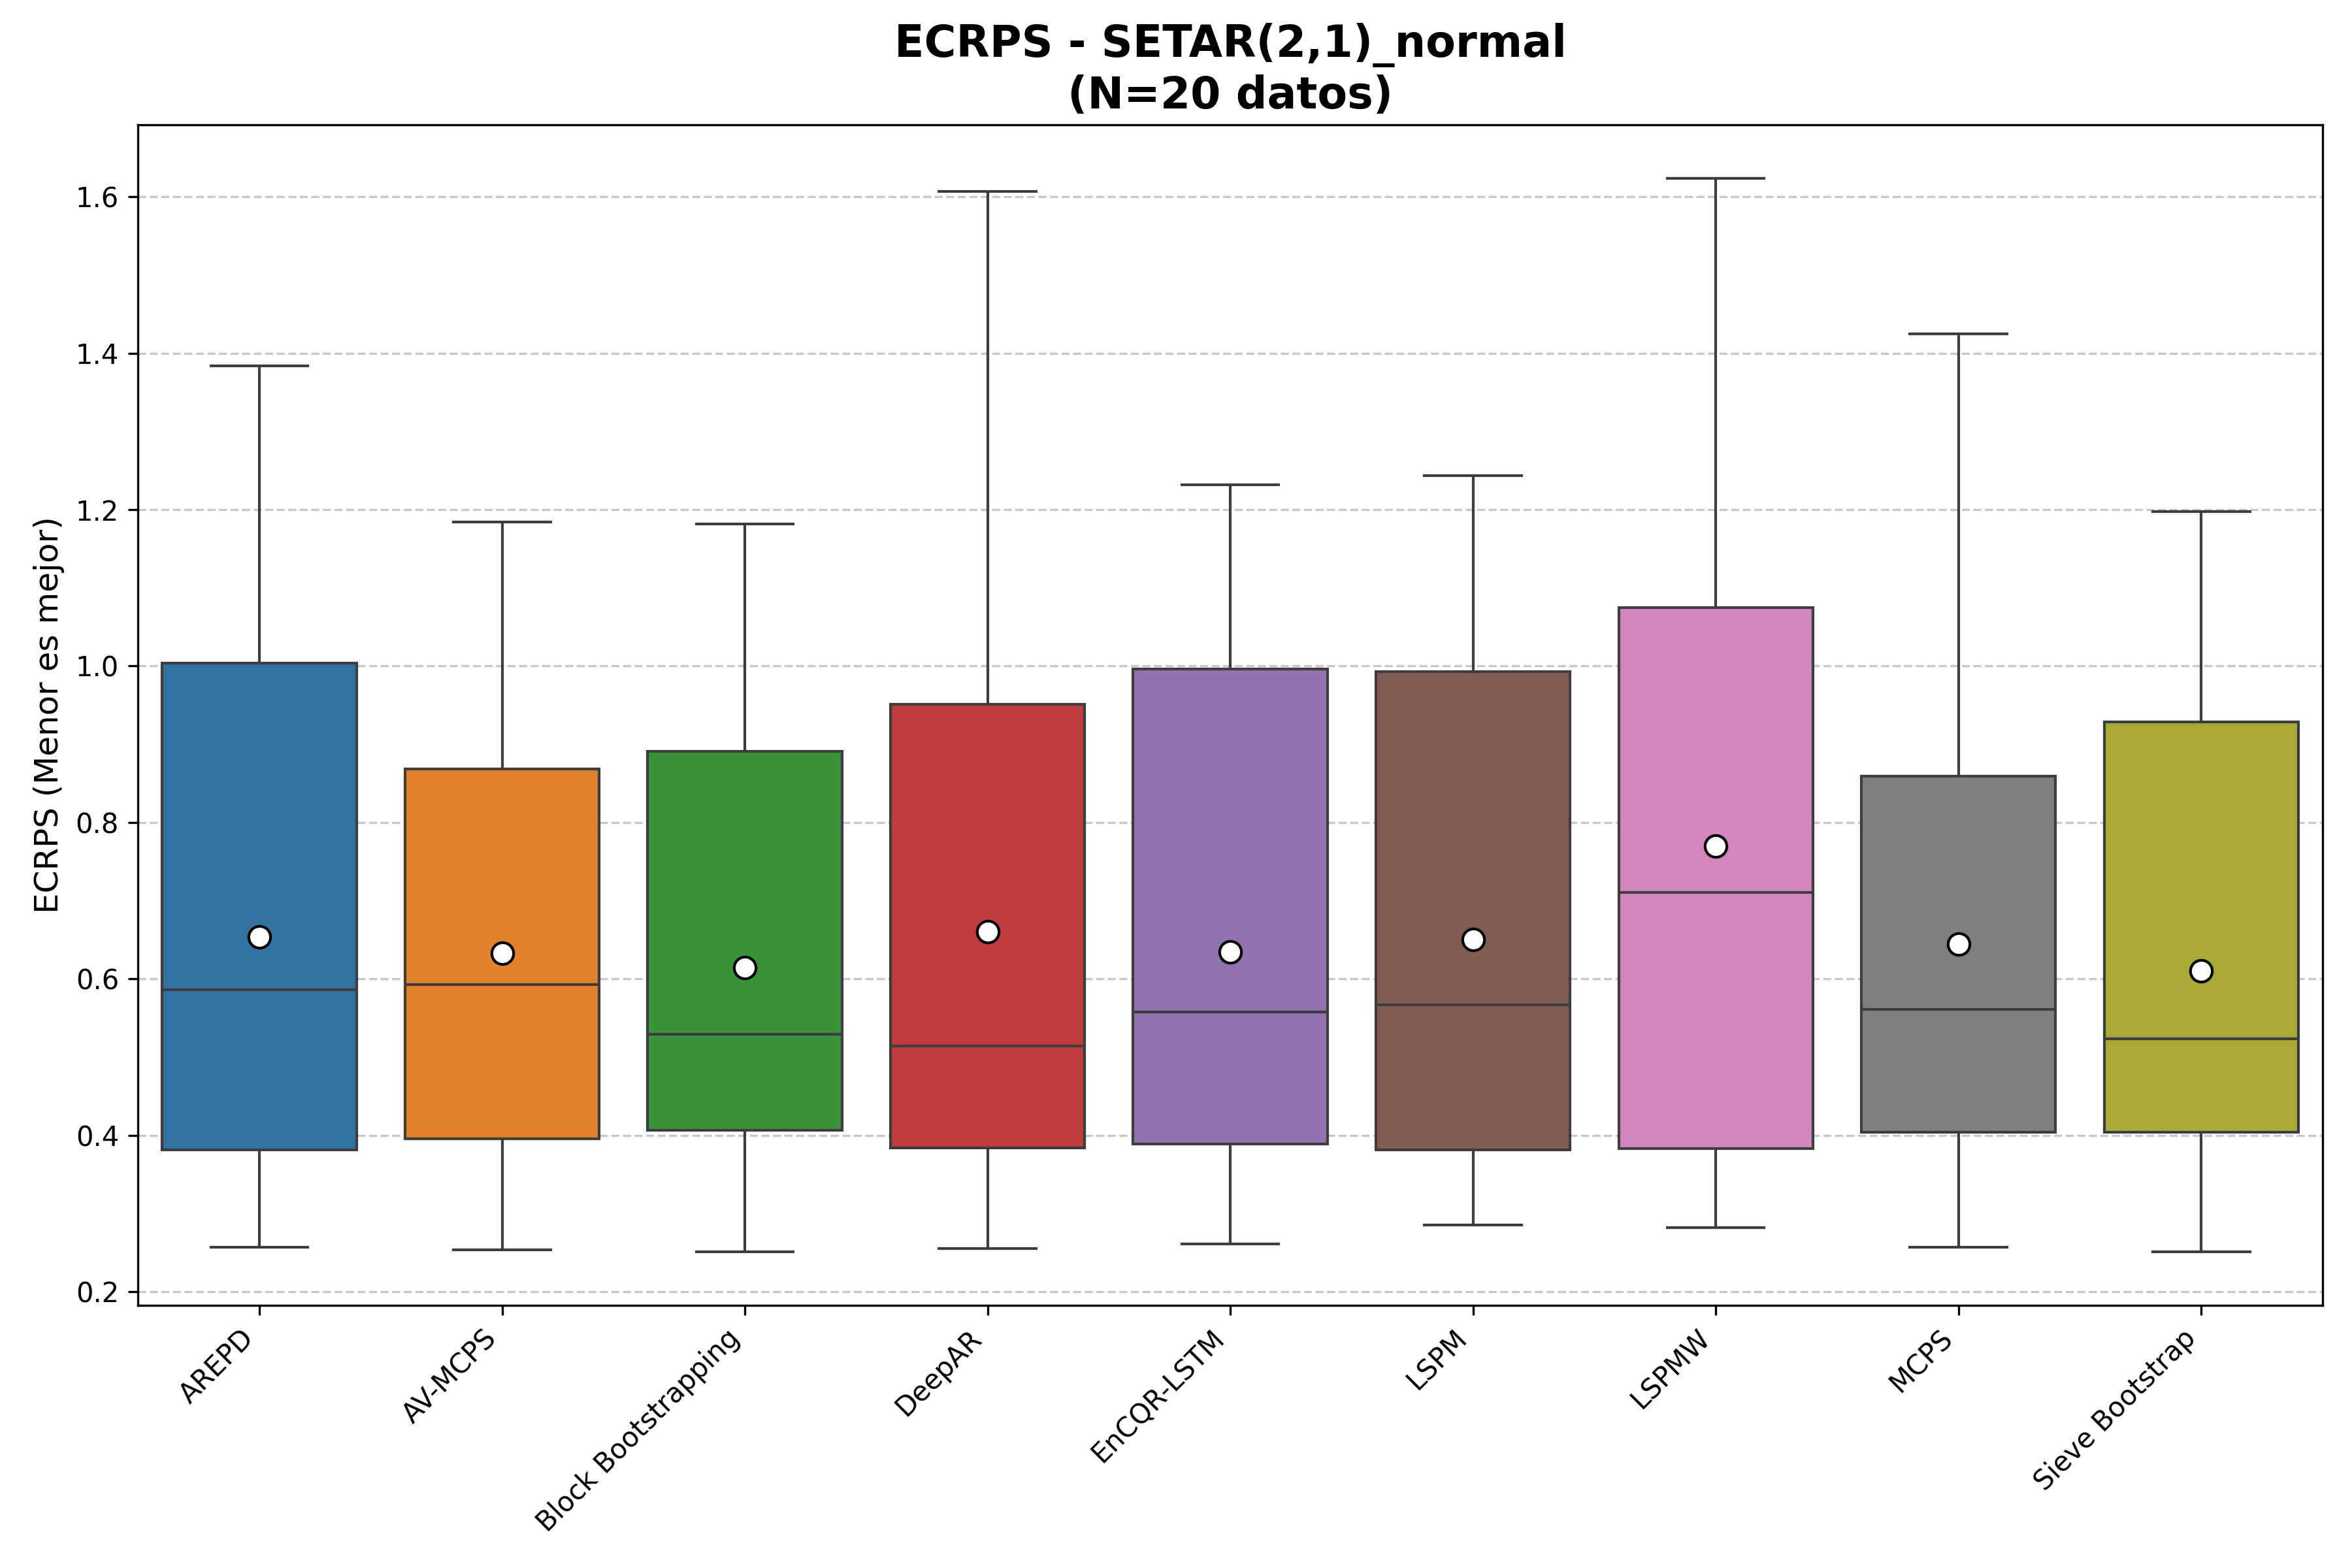 ECRPS - SETAR(2,1)_normal
(N=20 datos)
ECRPS (Menor es mejor)
1.6
1.4
1.2
1.0
0.8
0.6
0.4
0.2
AREPD
AV-MCPS
Block Bootstrapping
DeepAR
EnCQR-LSTM
LSPM
LSPMW
MCPS
Sieve Bootstrap